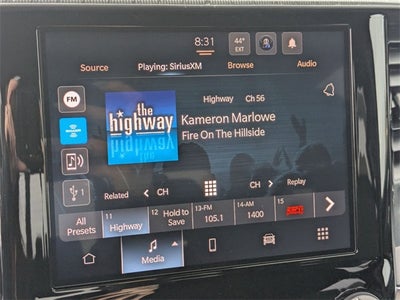 8:31
44°
EXT
Source
Playing: SiriusXM
Browse
Audio
FM
Highway Ch 56
the
highway
Kameron Marlowe
Fire On The Hillside
1
Related
CH
CH
Replay
All
Presets
11
Highway
12
Hold to
Save
13-FM
105.1
14-AM
1400
15
Media